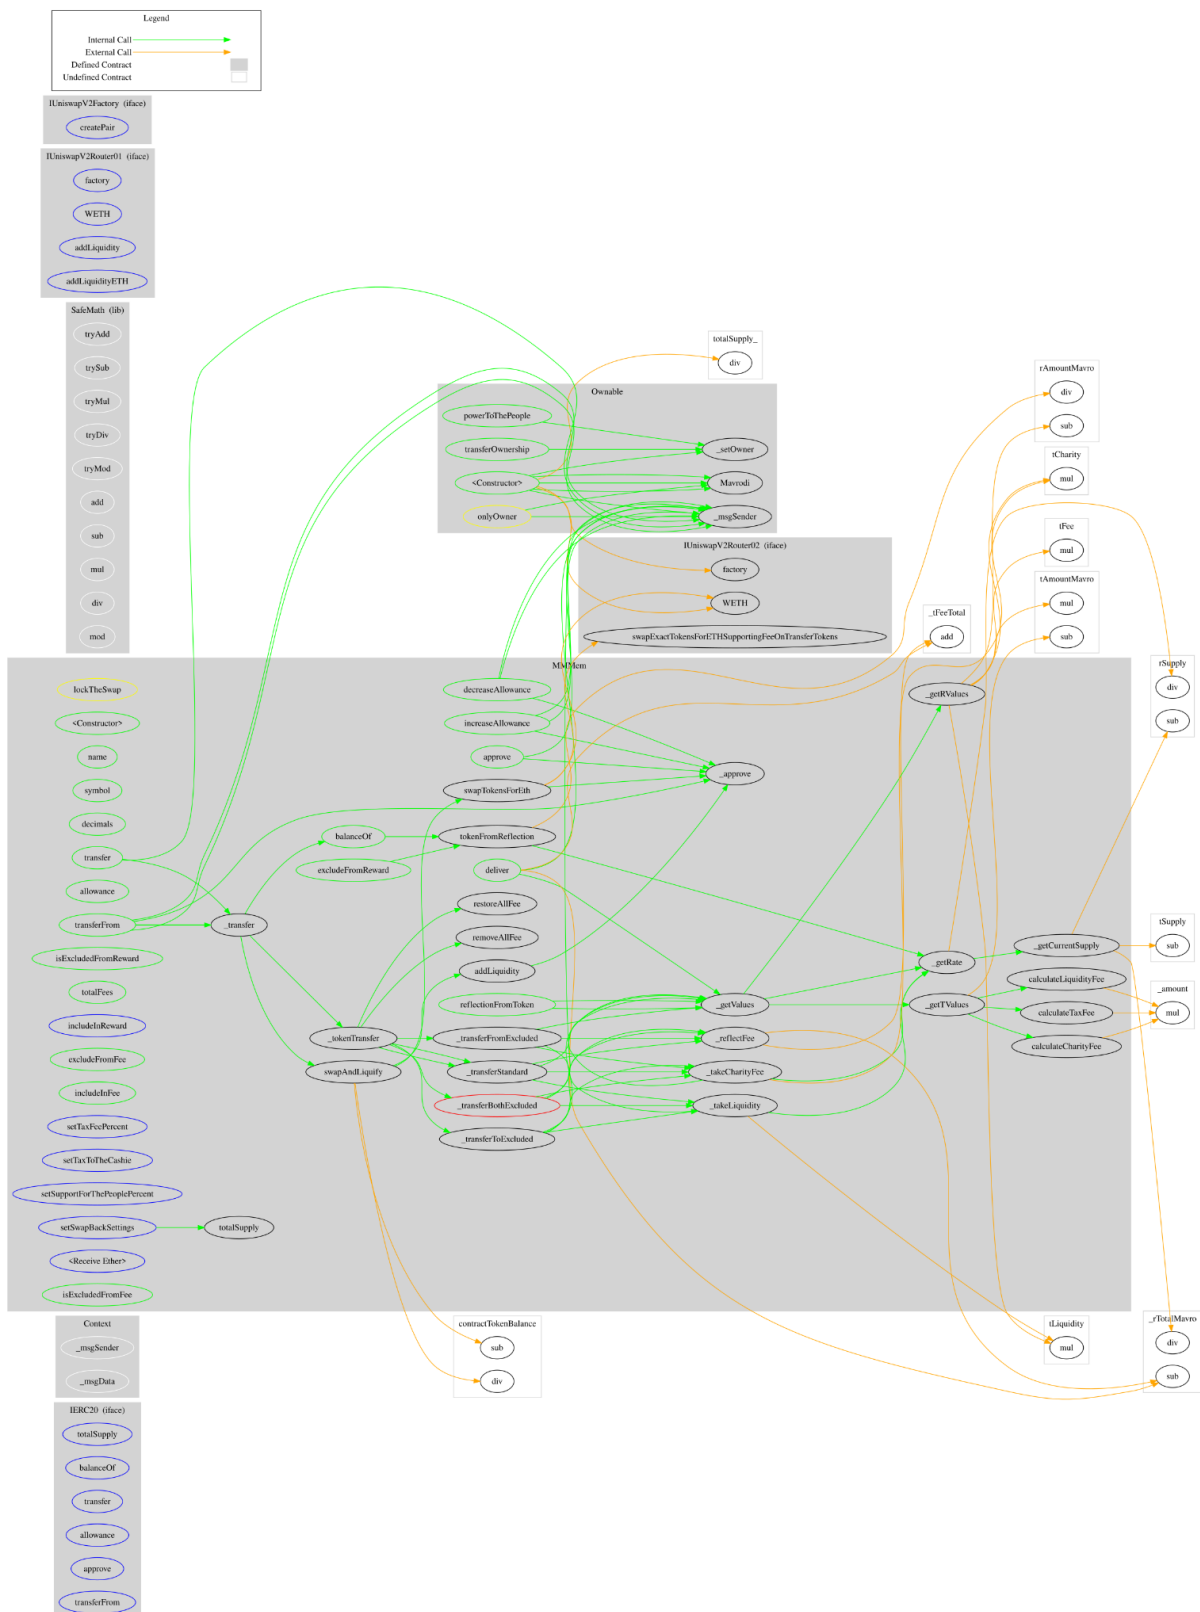 Legend
Internal Call
External Call
Defined Contract
Undefined Contract
IUniswapV2Factory (iface)
createPair
IUniswapV2Router01 (iface)
factory
WETH
addLiquidity
addLiquidityETH
SafeMath (lib)
tryAdd
trySub
tryMul
tryDiv
tryMod
add
sub
mul
div
mod
totalSupply_
div
Ownable
powerToThePeople
transferOwnership
<Constructor>
onlyOwner
_setOwner
Mavrodi
_msgSender
IUniswapV2Router02 (iface)
factory
WETH
swapExactTokensForETHSupportingFeeOnTransferTokens
rAmountMavro
div
sub
tCharity
mul
tFee
mul
tAmountMavro
mul
sub
_tFeeTotal
add
rSupply
div
sub
MMMem
lockTheSwap
<Constructor>
name
symbol
decimals
transfer
allowance
transferFrom
isExcludedFromReward
totalFees
includeInReward
excludeFromFee
includeInFee
setTaxFeePercent
setTaxToTheCashie
setSupportForThePeoplePercent
setSwapBackSettings
<Receive Ether>
isExcludedFromFee
_transfer
totalSupply
balanceOf
excludeFromReward
_tokenTransfer
swapAndLiquify
decreaseAllowance
increaseAllowance
approve
swapTokensForEth
tokenFromReflection
deliver
restoreAllFee
removeAllFee
addLiquidity
reflectionFromToken
_transferFromExcluded
_transferStandard
_transferBothExcluded
_transferToExcluded
_approve
_getValues
_reflectFee
_takeCharityFee
_takeLiquidity
_getRValues
_getRate
_getTValues
_getCurrentSupply
calculateLiquidityFee
calculateTaxFee
calculateCharityFee
tSupply
sub
_amount
mul
Context
_msgSender
_msgData
contractTokenBalance
sub
div
tLiquidity
mul
_rTotalMavro
div
sub
IERC20 (iface)
totalSupply
balanceOf
transfer
allowance
approve
transferFrom